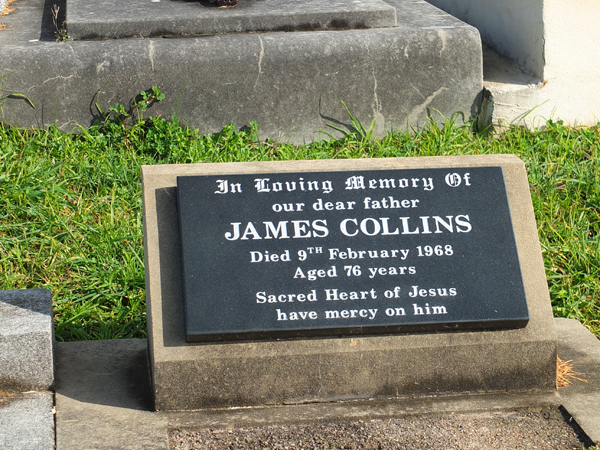 In Loving Memory Of
our dear father
JAMES COLLINS
Died 9TH February 1968
Aged 76 years
Sacred Heart of Jesus
have mercy on him